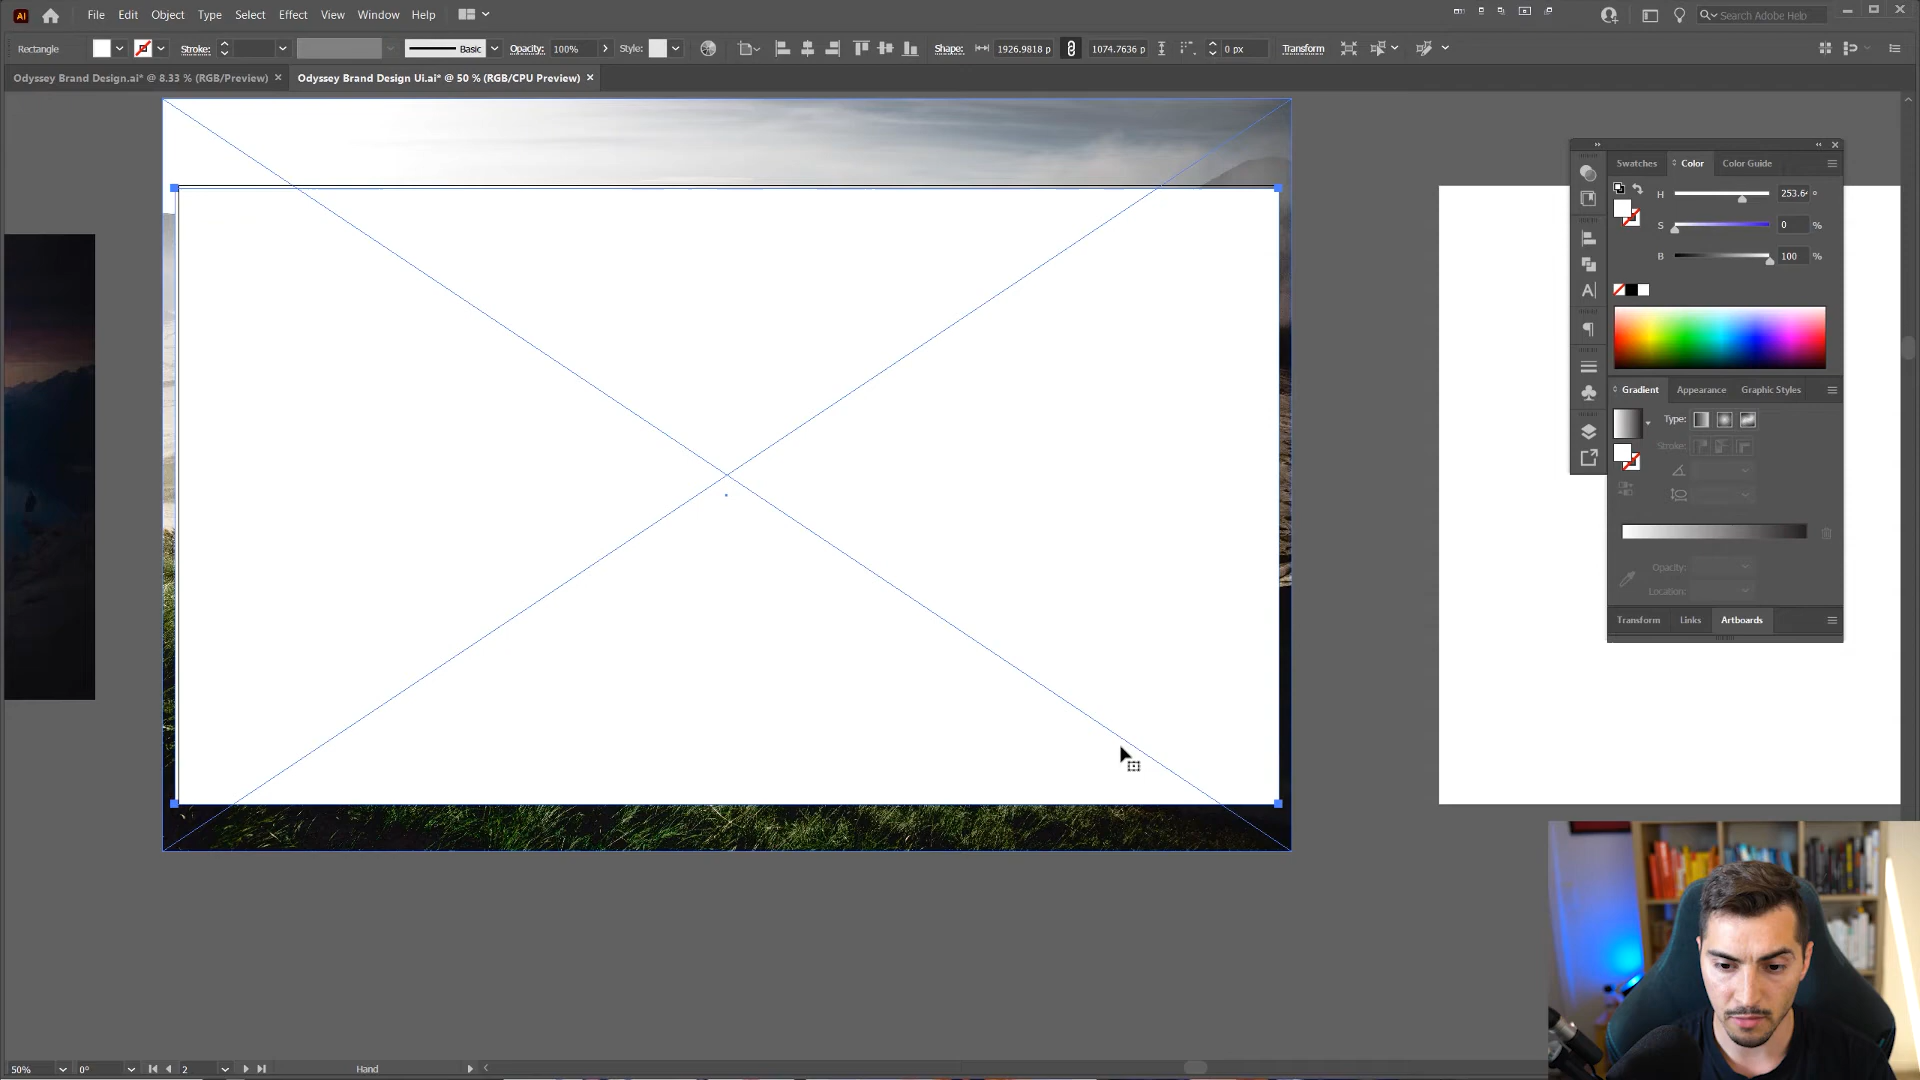 Ai File Edit Object Type Select Effect View Window Help Search Adobe Help
Rectangle Stroke: Basic Opacity: 100% Style: Shape: 1926.9818 p 1074.7636 p 0 px Transform
Odyssey Brand Design.ai* @ 8.33 % (RGB/Preview) × Odyssey Brand Design Ui.ai* @ 50 % (RGB/CPU Preview) ×
Swatches Color Color Guide
H 253.6 °
S 0 %
B 100 %
Gradient Appearance Graphic Styles
Type:
Stroke:
Opacity:
Location:
Transform Links Artboards
50% 0° 2 Hand